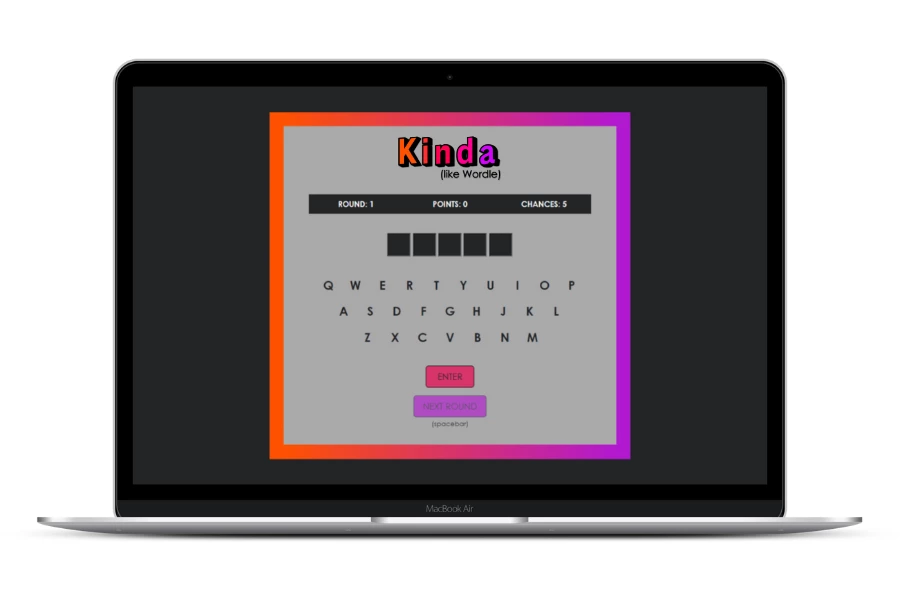 Kinda
(like Wordle)
ROUND: 1 POINTS: 0 CHANCES: 5
Q W E R T Y U I O P
A S D F G H J K L
Z X C V B N M
ENTER
NEXT ROUND
(spacebar)
MacBook Air